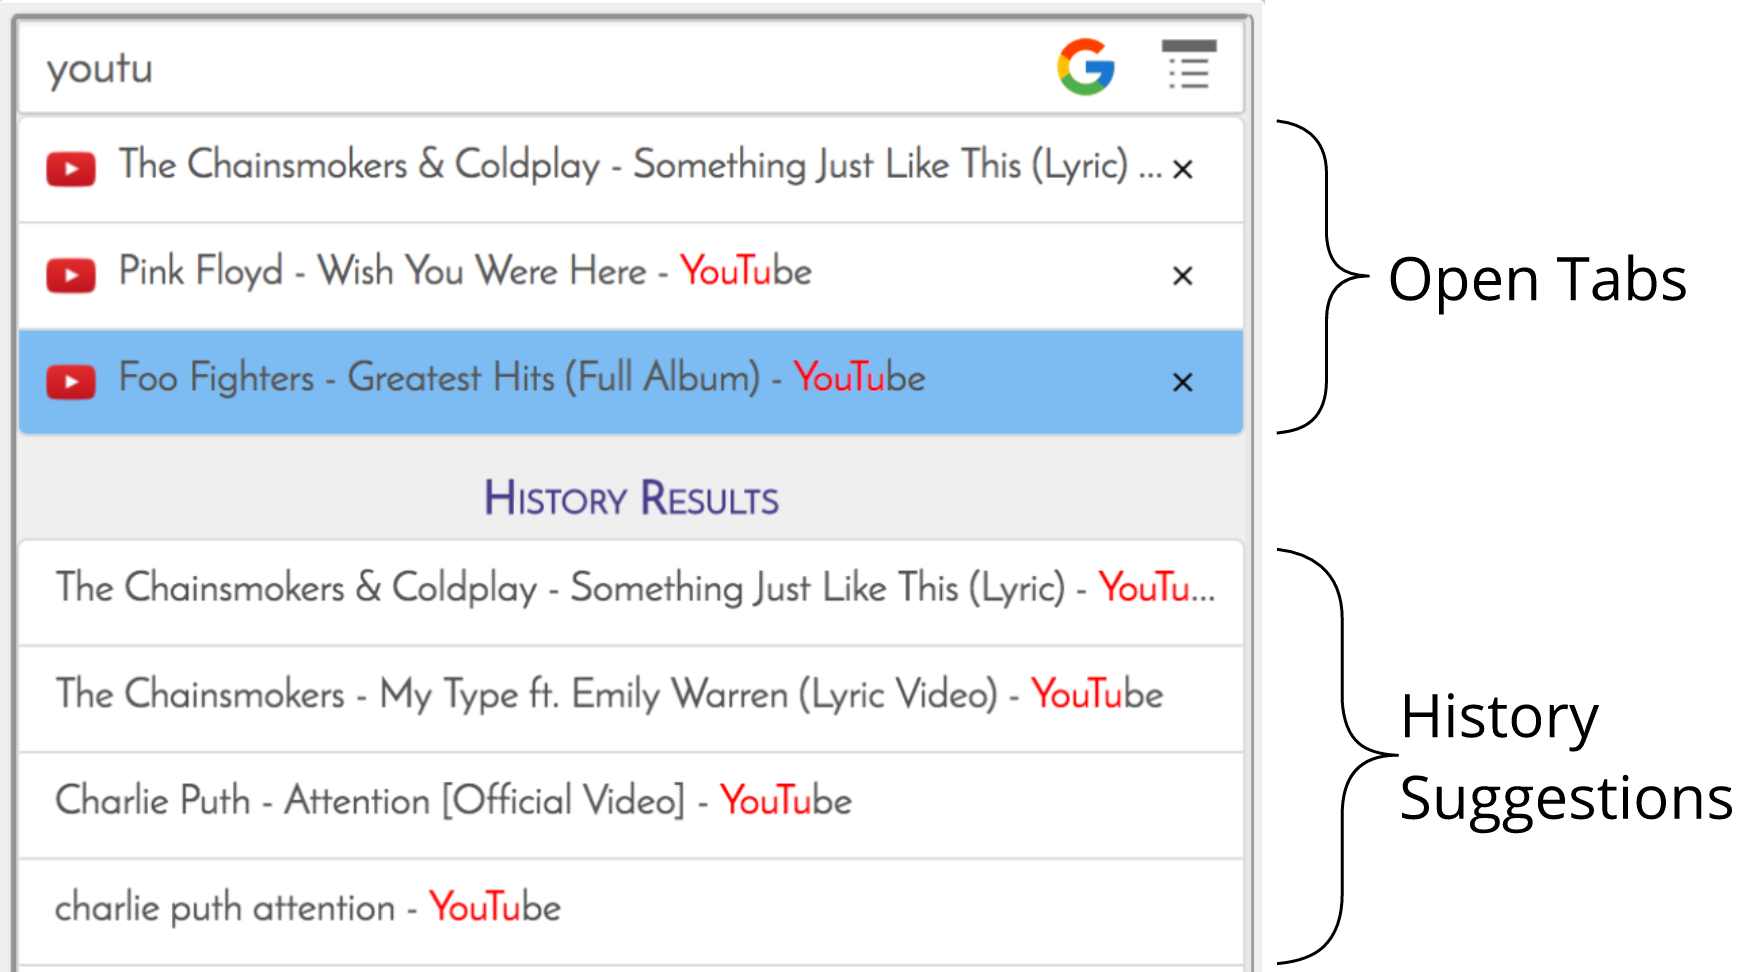 youtu
The Chainsmokers & Coldplay - Something Just Like This (Lyric) ... ×
Pink Floyd - Wish You Were Here - YouTube ×
Foo Fighters - Greatest Hits (Full Album) - YouTube ×
Open Tabs
History Results
The Chainsmokers & Coldplay - Something Just Like This (Lyric) - YouTu...
The Chainsmokers - My Type ft. Emily Warren (Lyric Video) - YouTube
Charlie Puth - Attention [Official Video] - YouTube
charlie puth attention - YouTube
History
Suggestions